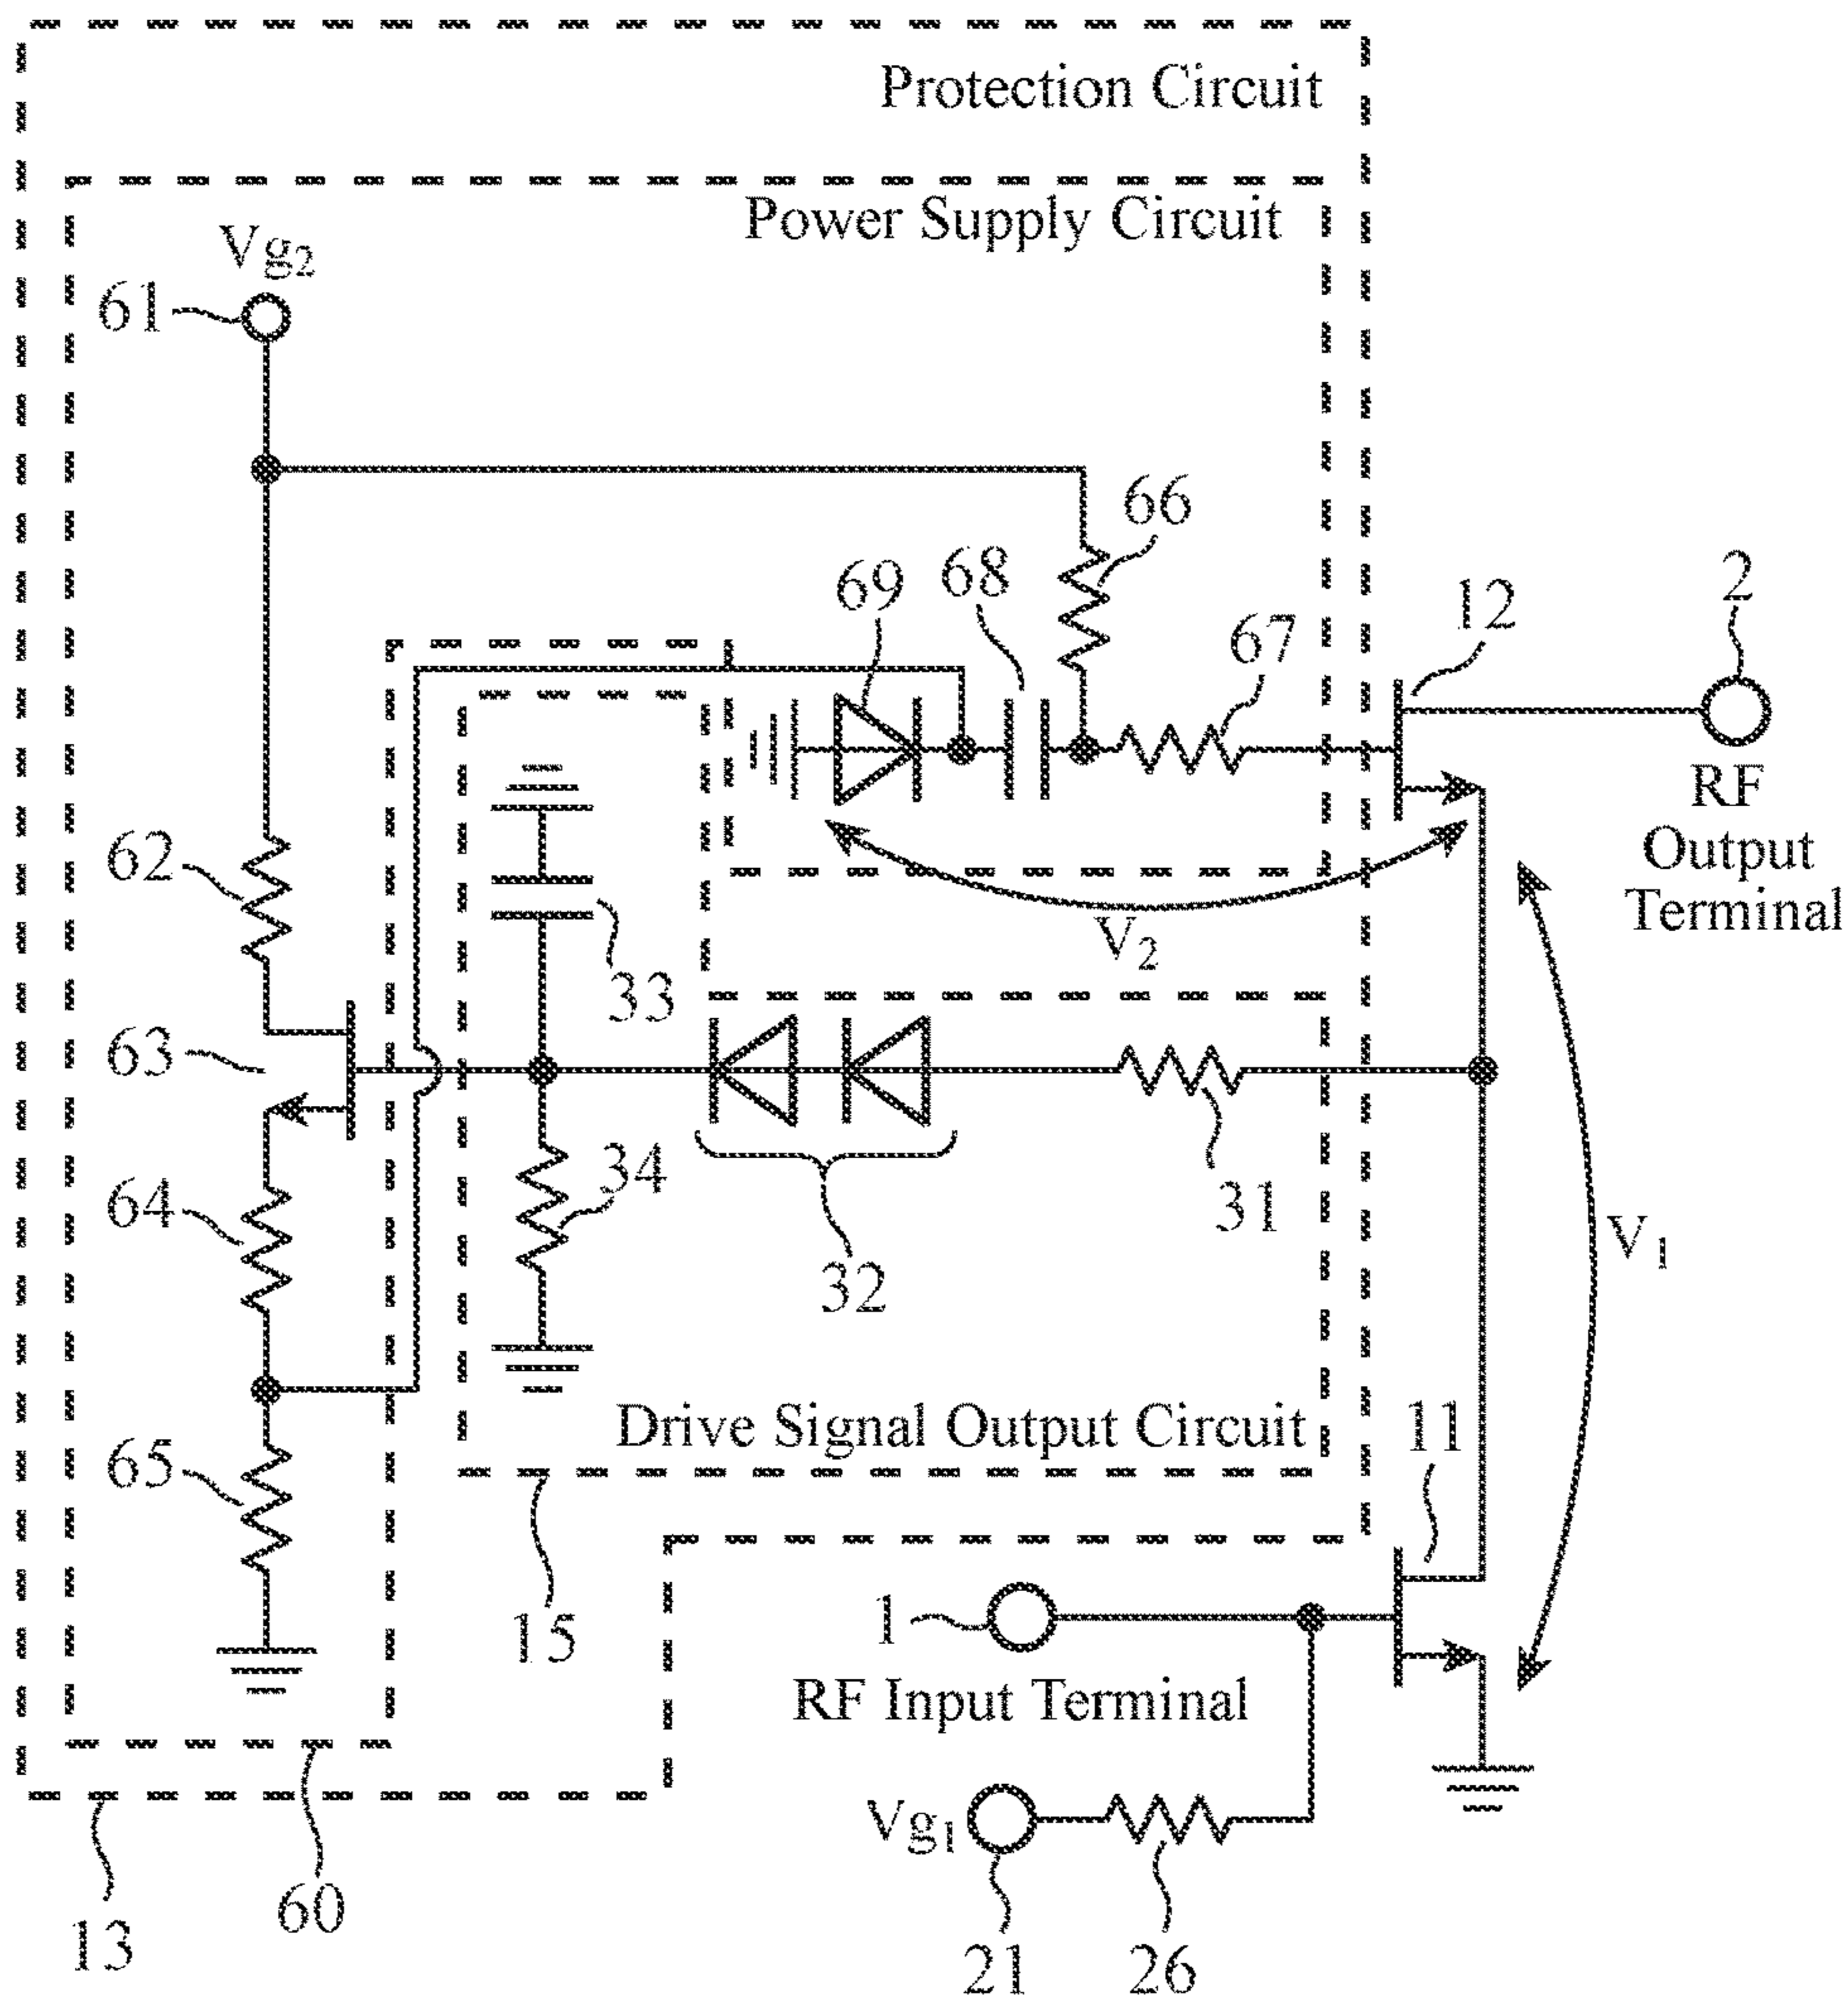 Protection Circuit
Power Supply Circuit
Vg2
61
66
69
68
2
12
67
RF
Output
Terminal
62
V2
33
63
34
31
64
V1
32
Drive Signal Output Circuit
11
65
1
15
RF Input Terminal
Vg1
60
13
21
26